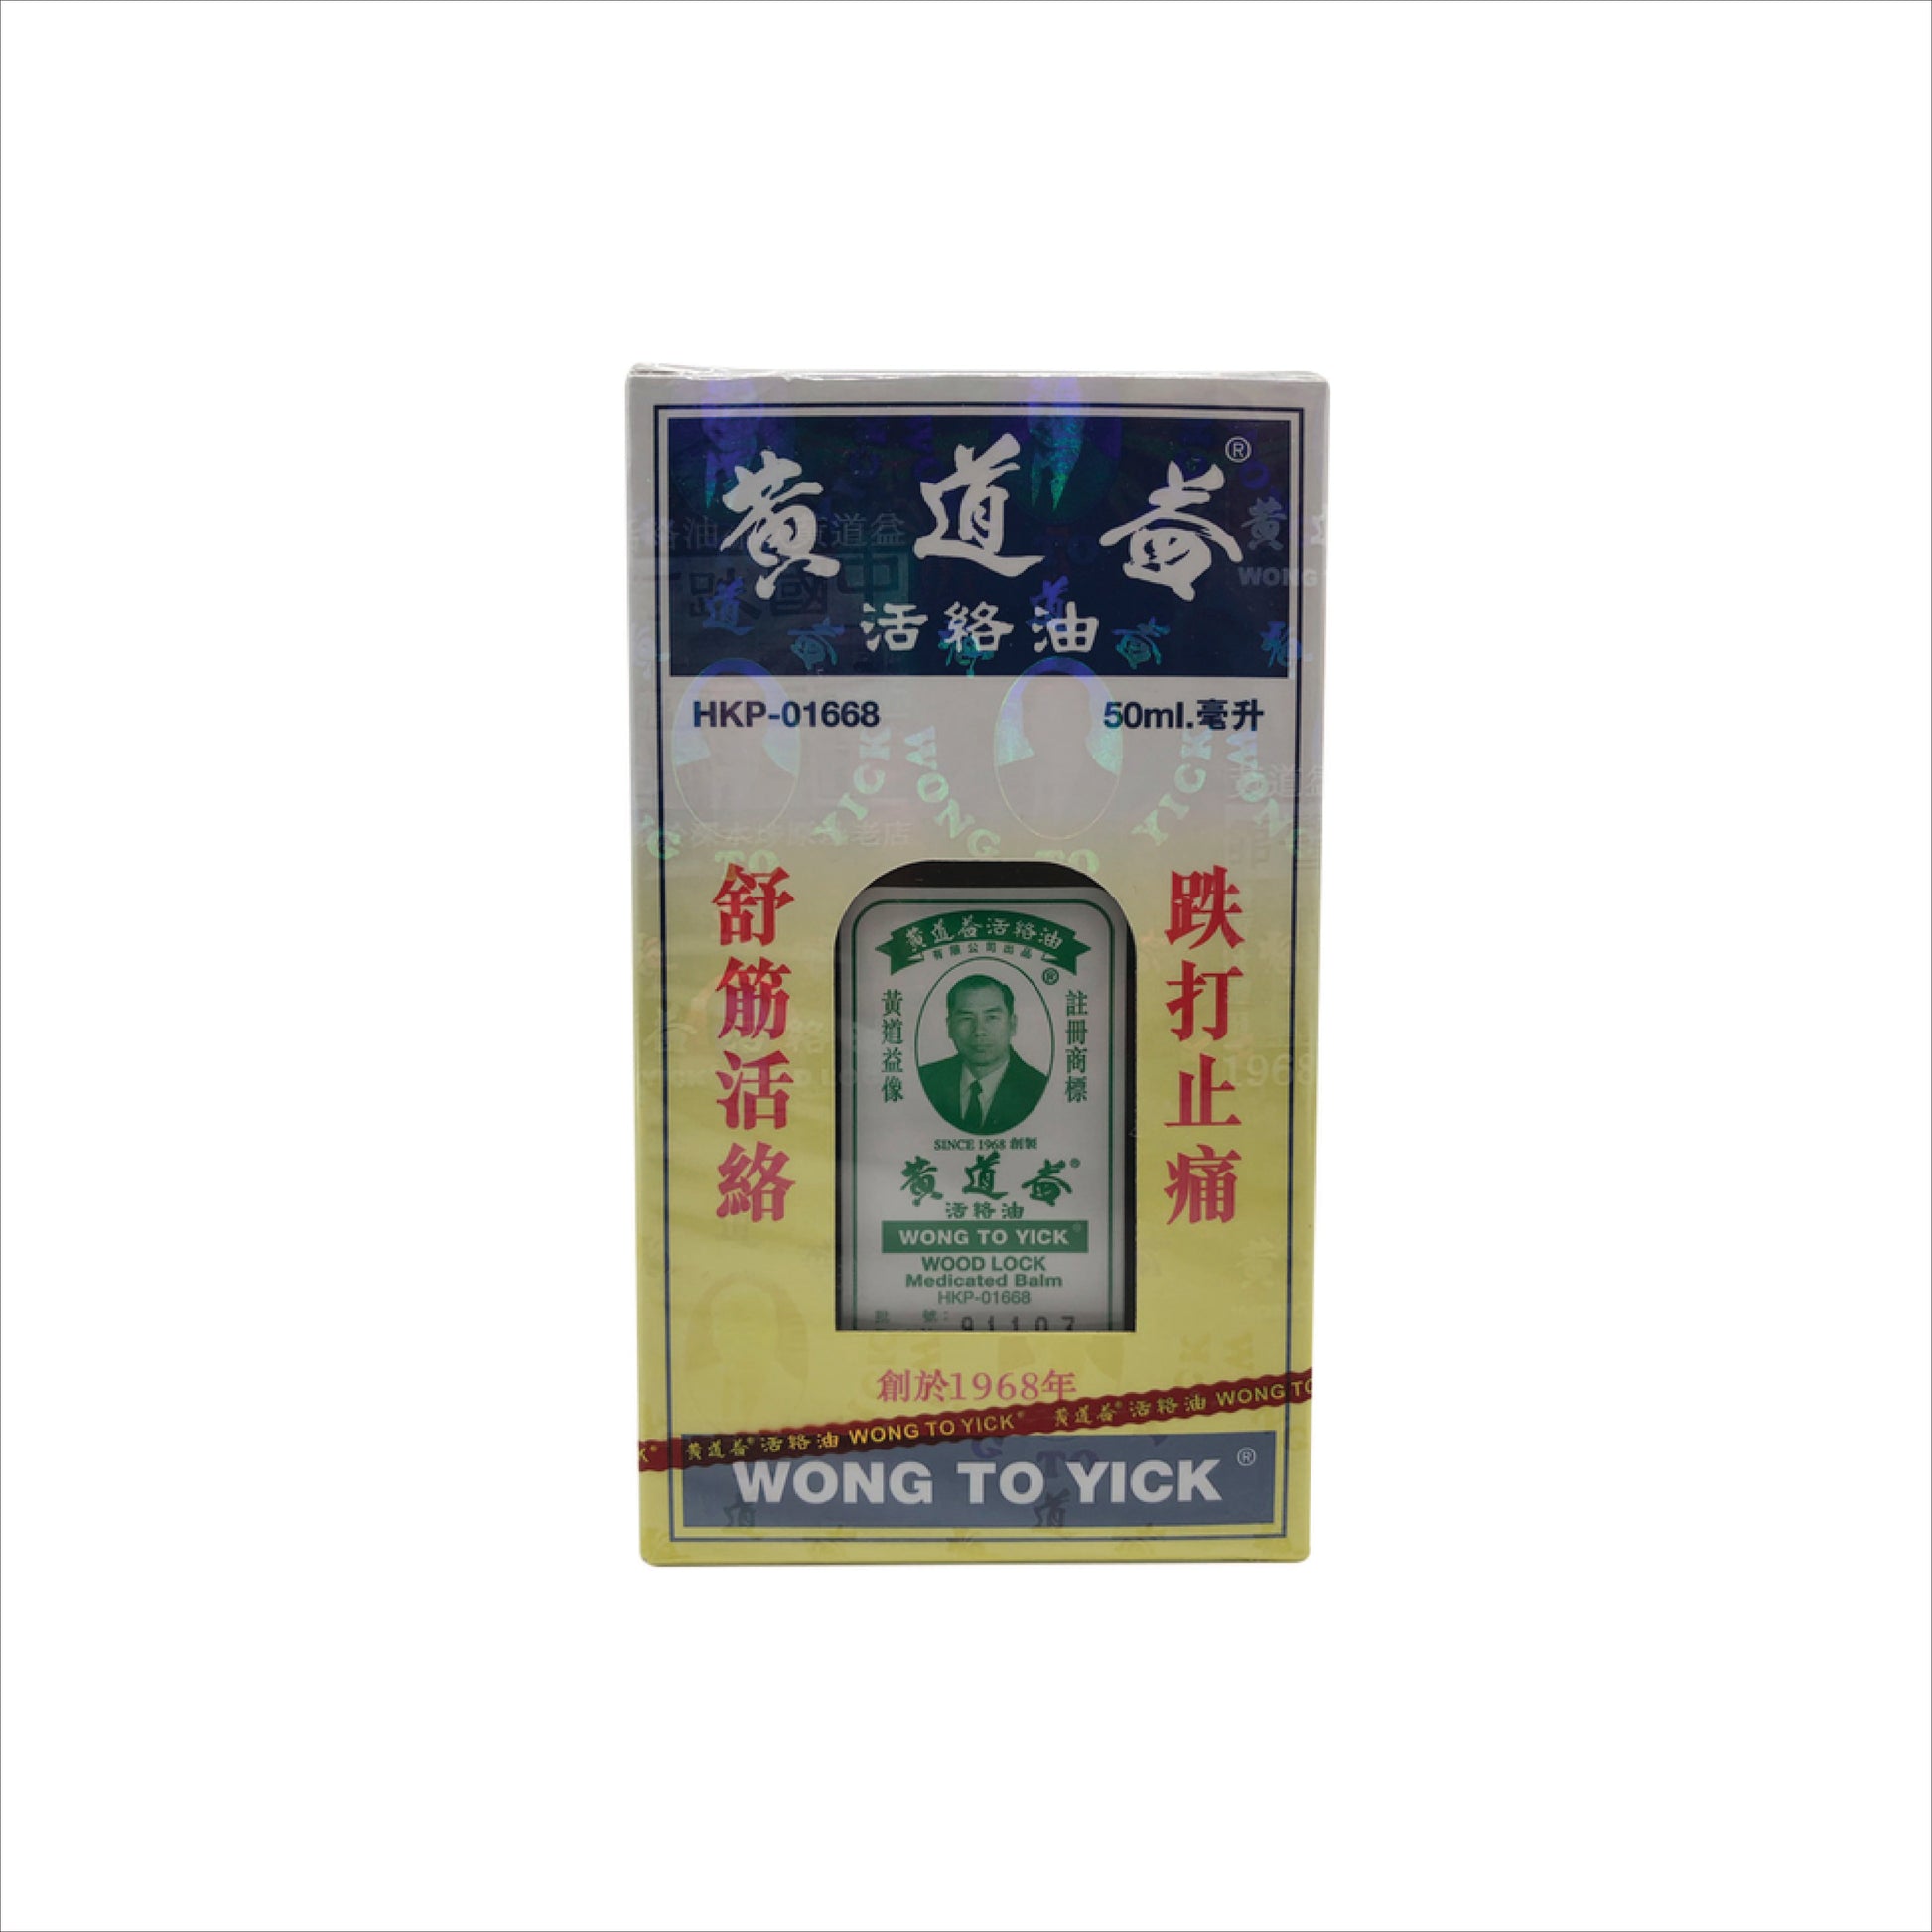 黃道益®
活絡油
HKP-01668
50ml.毫升
跌打止痛
舒筋活絡
黃道益活絡油
有限公司出品
®
註冊商標
黃道益像
SINCE 1968 創製
黃道益®
活絡油
WONG TO YICK®
WOOD LOCK
Medicated Balm
HKP-01668
批 號: 91107
創於1968年
黃道益®活絡油 WONG TO YICK® 黃道益®活絡油 WONG TO
WONG TO YICK®